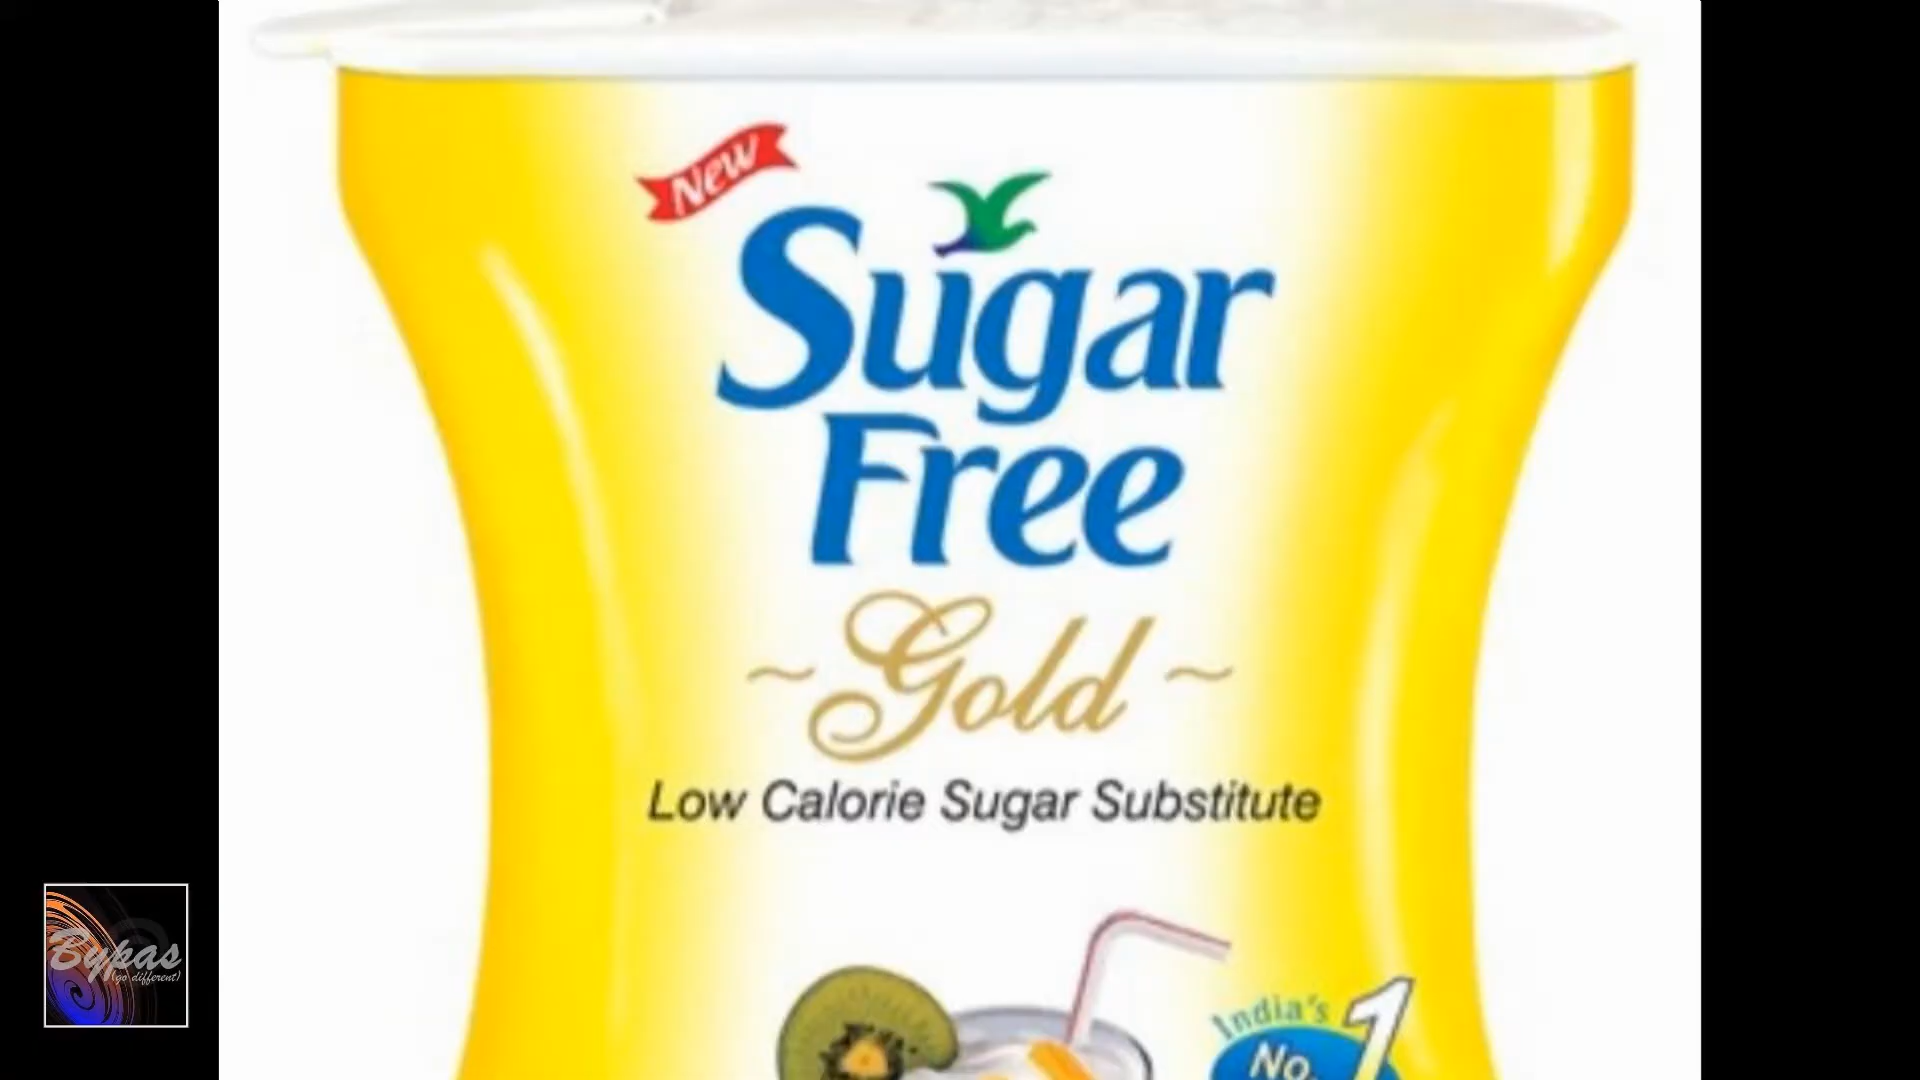 New
Sugar
Free
~ Gold ~
Low Calorie Sugar Substitute
India's
No. 1
Bypas
(go different)